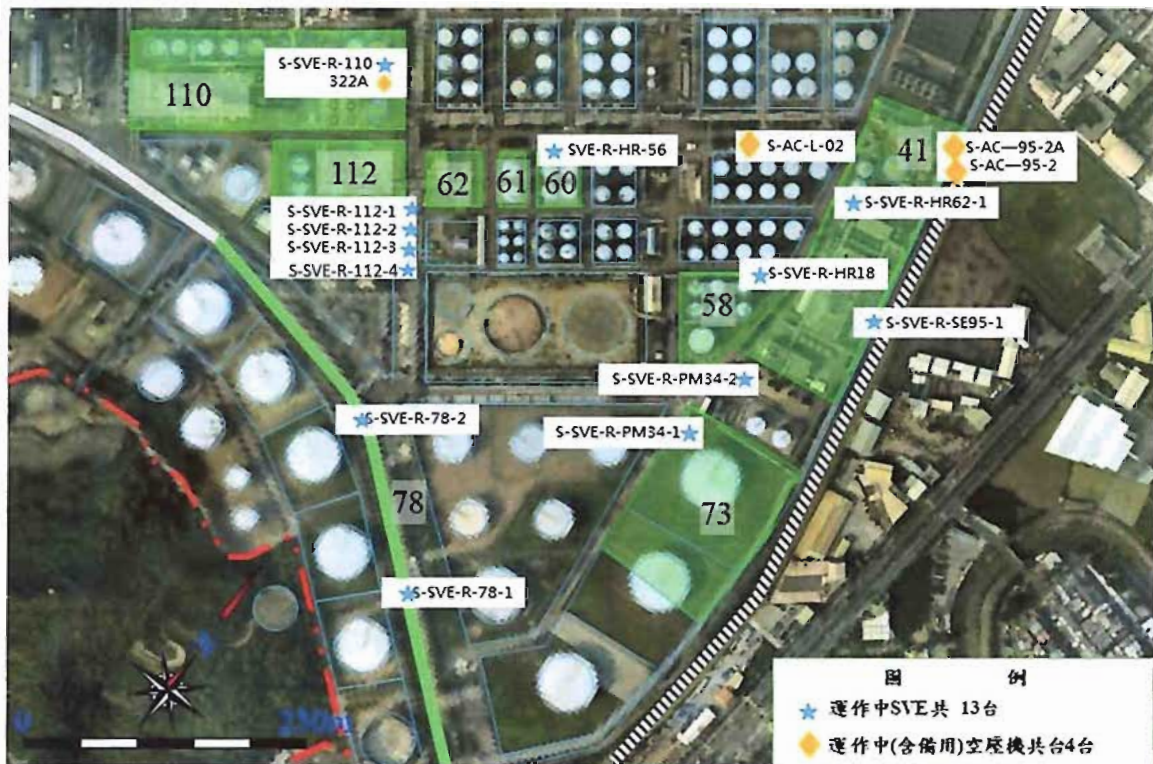 S-SVE-R-110
322A
110
S-AC-L-02
SVE-R-HR-56
41
S-AC—95-2A
S-AC—95-2
112
62
61
60
S-SVE-R-112-1
S-SVE-R-112-2
S-SVE-R-112-3
S-SVE-R-112-4
S-SVE-R-HR62-1
S-SVE-R-HR18
58
S-SVE-R-SE95-1
S-SVE-R-PM34-2
S-SVE-R-78-2
S-SVE-R-PM34-1
78
73
S-SVE-R-78-1
0
250m
圖 例
運作中SVE共 13台
運作中(含備用)空壓機共台4台